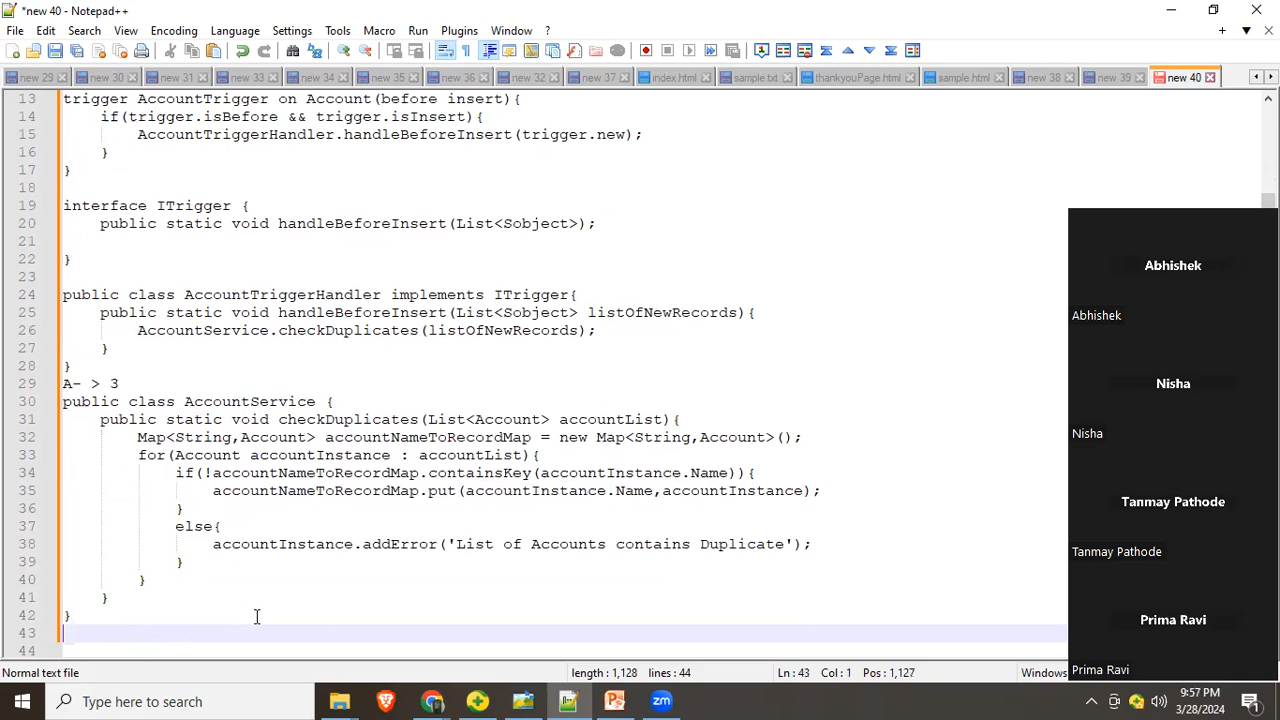 *new 40 - Notepad++
File Edit Search View Encoding Language Settings Tools Macro Run Plugins Window ?
new 29 new 30 new 31 new 33 new 34 new 35 new 36 new 32 new 37 index.html sample.txt thankyouPage.html sample.html new 38 new 39 new 40
13 trigger AccountTrigger on Account(before insert){
14 if(trigger.isBefore && trigger.isInsert){
15 AccountTriggerHandler.handleBeforeInsert(trigger.new);
16 }
17 }
18
19 interface ITrigger {
20 public static void handleBeforeInsert(List<Sobject>);
21
22 }
23
24 public class AccountTriggerHandler implements ITrigger{
25 public static void handleBeforeInsert(List<Sobject> listOfNewRecords){
26 AccountService.checkDuplicates(listOfNewRecords);
27 }
28 }
29 A- > 3
30 public class AccountService {
31 public static void checkDuplicates(List<Account> accountList){
32 Map<String,Account> accountNameToRecordMap = new Map<String,Account>();
33 for(Account accountInstance : accountList){
34 if(!accountNameToRecordMap.containsKey(accountInstance.Name)){
35 accountNameToRecordMap.put(accountInstance.Name,accountInstance);
36 }
37 else{
38 accountInstance.addError('List of Accounts contains Duplicate');
39 }
40 }
41 }
42 }
43
44
Abhishek
Abhishek
Nisha
Nisha
Tanmay Pathode
Tanmay Pathode
Prima Ravi
Prima Ravi
Normal text file length : 1,128 lines : 44 Ln : 43 Col : 1 Pos : 1,127 Windows
Type here to search
zm
9:57 PM
3/28/2024